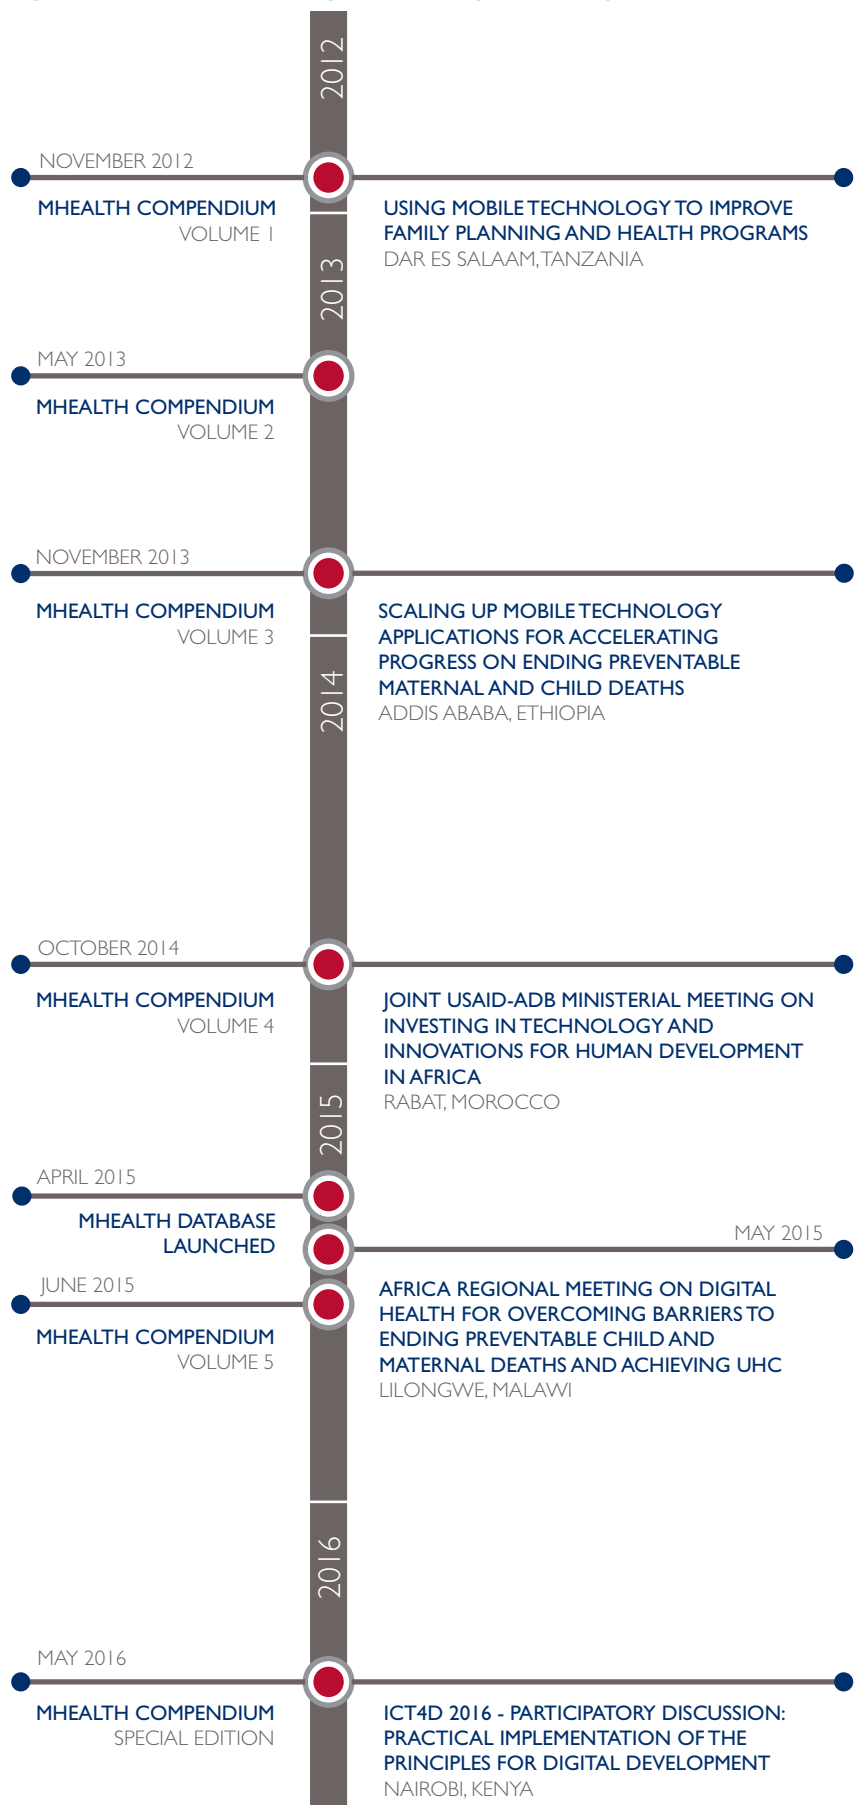 2012
NOVEMBER 2012
MHEALTH COMPENDIUM
VOLUME 1
USING MOBILE TECHNOLOGY TO IMPROVE
FAMILY PLANNING AND HEALTH PROGRAMS
DAR ES SALAAM, TANZANIA
2013
MAY 2013
MHEALTH COMPENDIUM
VOLUME 2
NOVEMBER 2013
MHEALTH COMPENDIUM
VOLUME 3
SCALING UP MOBILE TECHNOLOGY
APPLICATIONS FOR ACCELERATING
PROGRESS ON ENDING PREVENTABLE
MATERNAL AND CHILD DEATHS
ADDIS ABABA, ETHIOPIA
2014
OCTOBER 2014
MHEALTH COMPENDIUM
VOLUME 4
JOINT USAID-ADB MINISTERIAL MEETING ON
INVESTING IN TECHNOLOGY AND
INNOVATIONS FOR HUMAN DEVELOPMENT
IN AFRICA
RABAT, MOROCCO
2015
APRIL 2015
MHEALTH DATABASE
LAUNCHED
MAY 2015
AFRICA REGIONAL MEETING ON DIGITAL
HEALTH FOR OVERCOMING BARRIERS TO
ENDING PREVENTABLE CHILD AND
MATERNAL DEATHS AND ACHIEVING UHC
LILONGWE, MALAWI
JUNE 2015
MHEALTH COMPENDIUM
VOLUME 5
2016
MAY 2016
MHEALTH COMPENDIUM
SPECIAL EDITION
ICT4D 2016 - PARTICIPATORY DISCUSSION:
PRACTICAL IMPLEMENTATION OF THE
PRINCIPLES FOR DIGITAL DEVELOPMENT
NAIROBI, KENYA